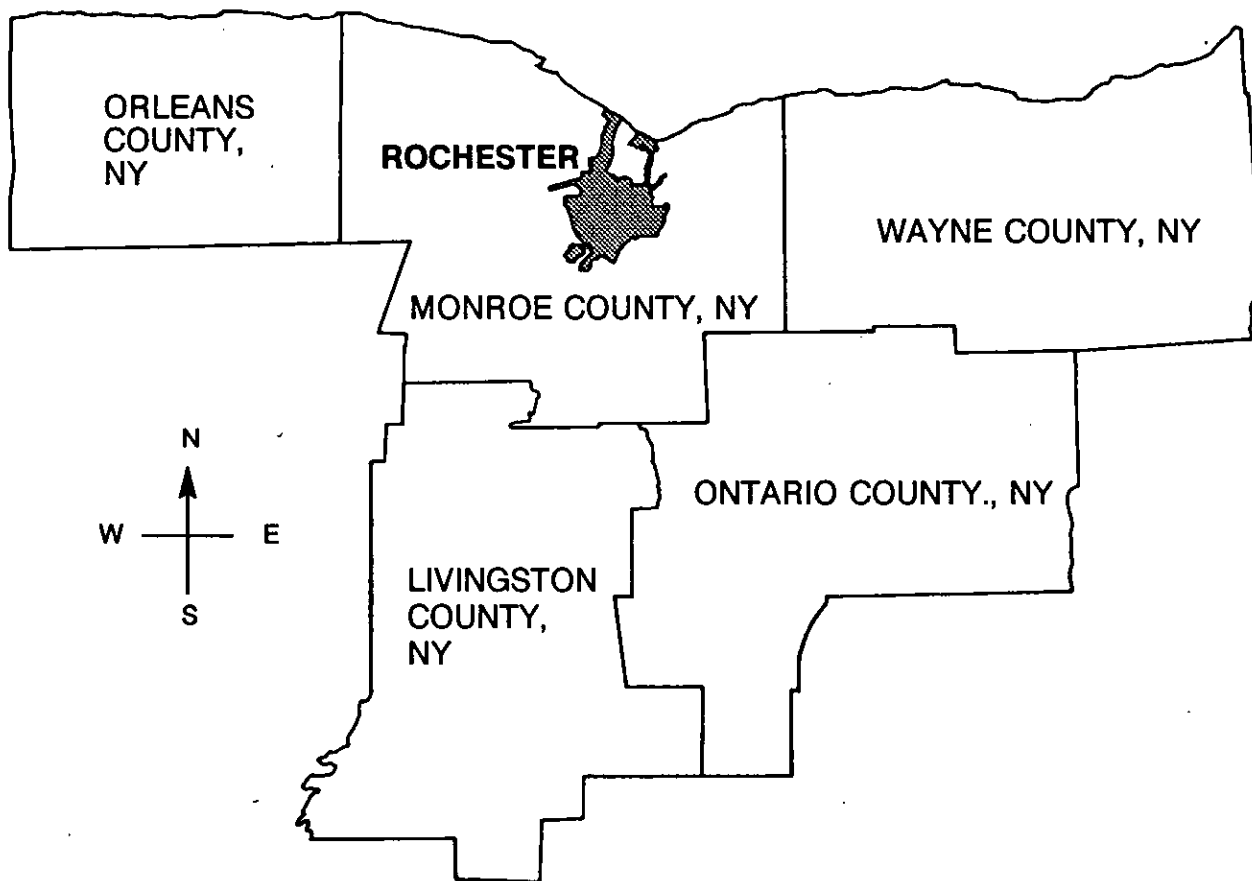 ORLEANS
COUNTY,
NY
ROCHESTER
WAYNE COUNTY, NY
MONROE COUNTY, NY
N
W E
S
ONTARIO COUNTY., NY
LIVINGSTON
COUNTY,
NY